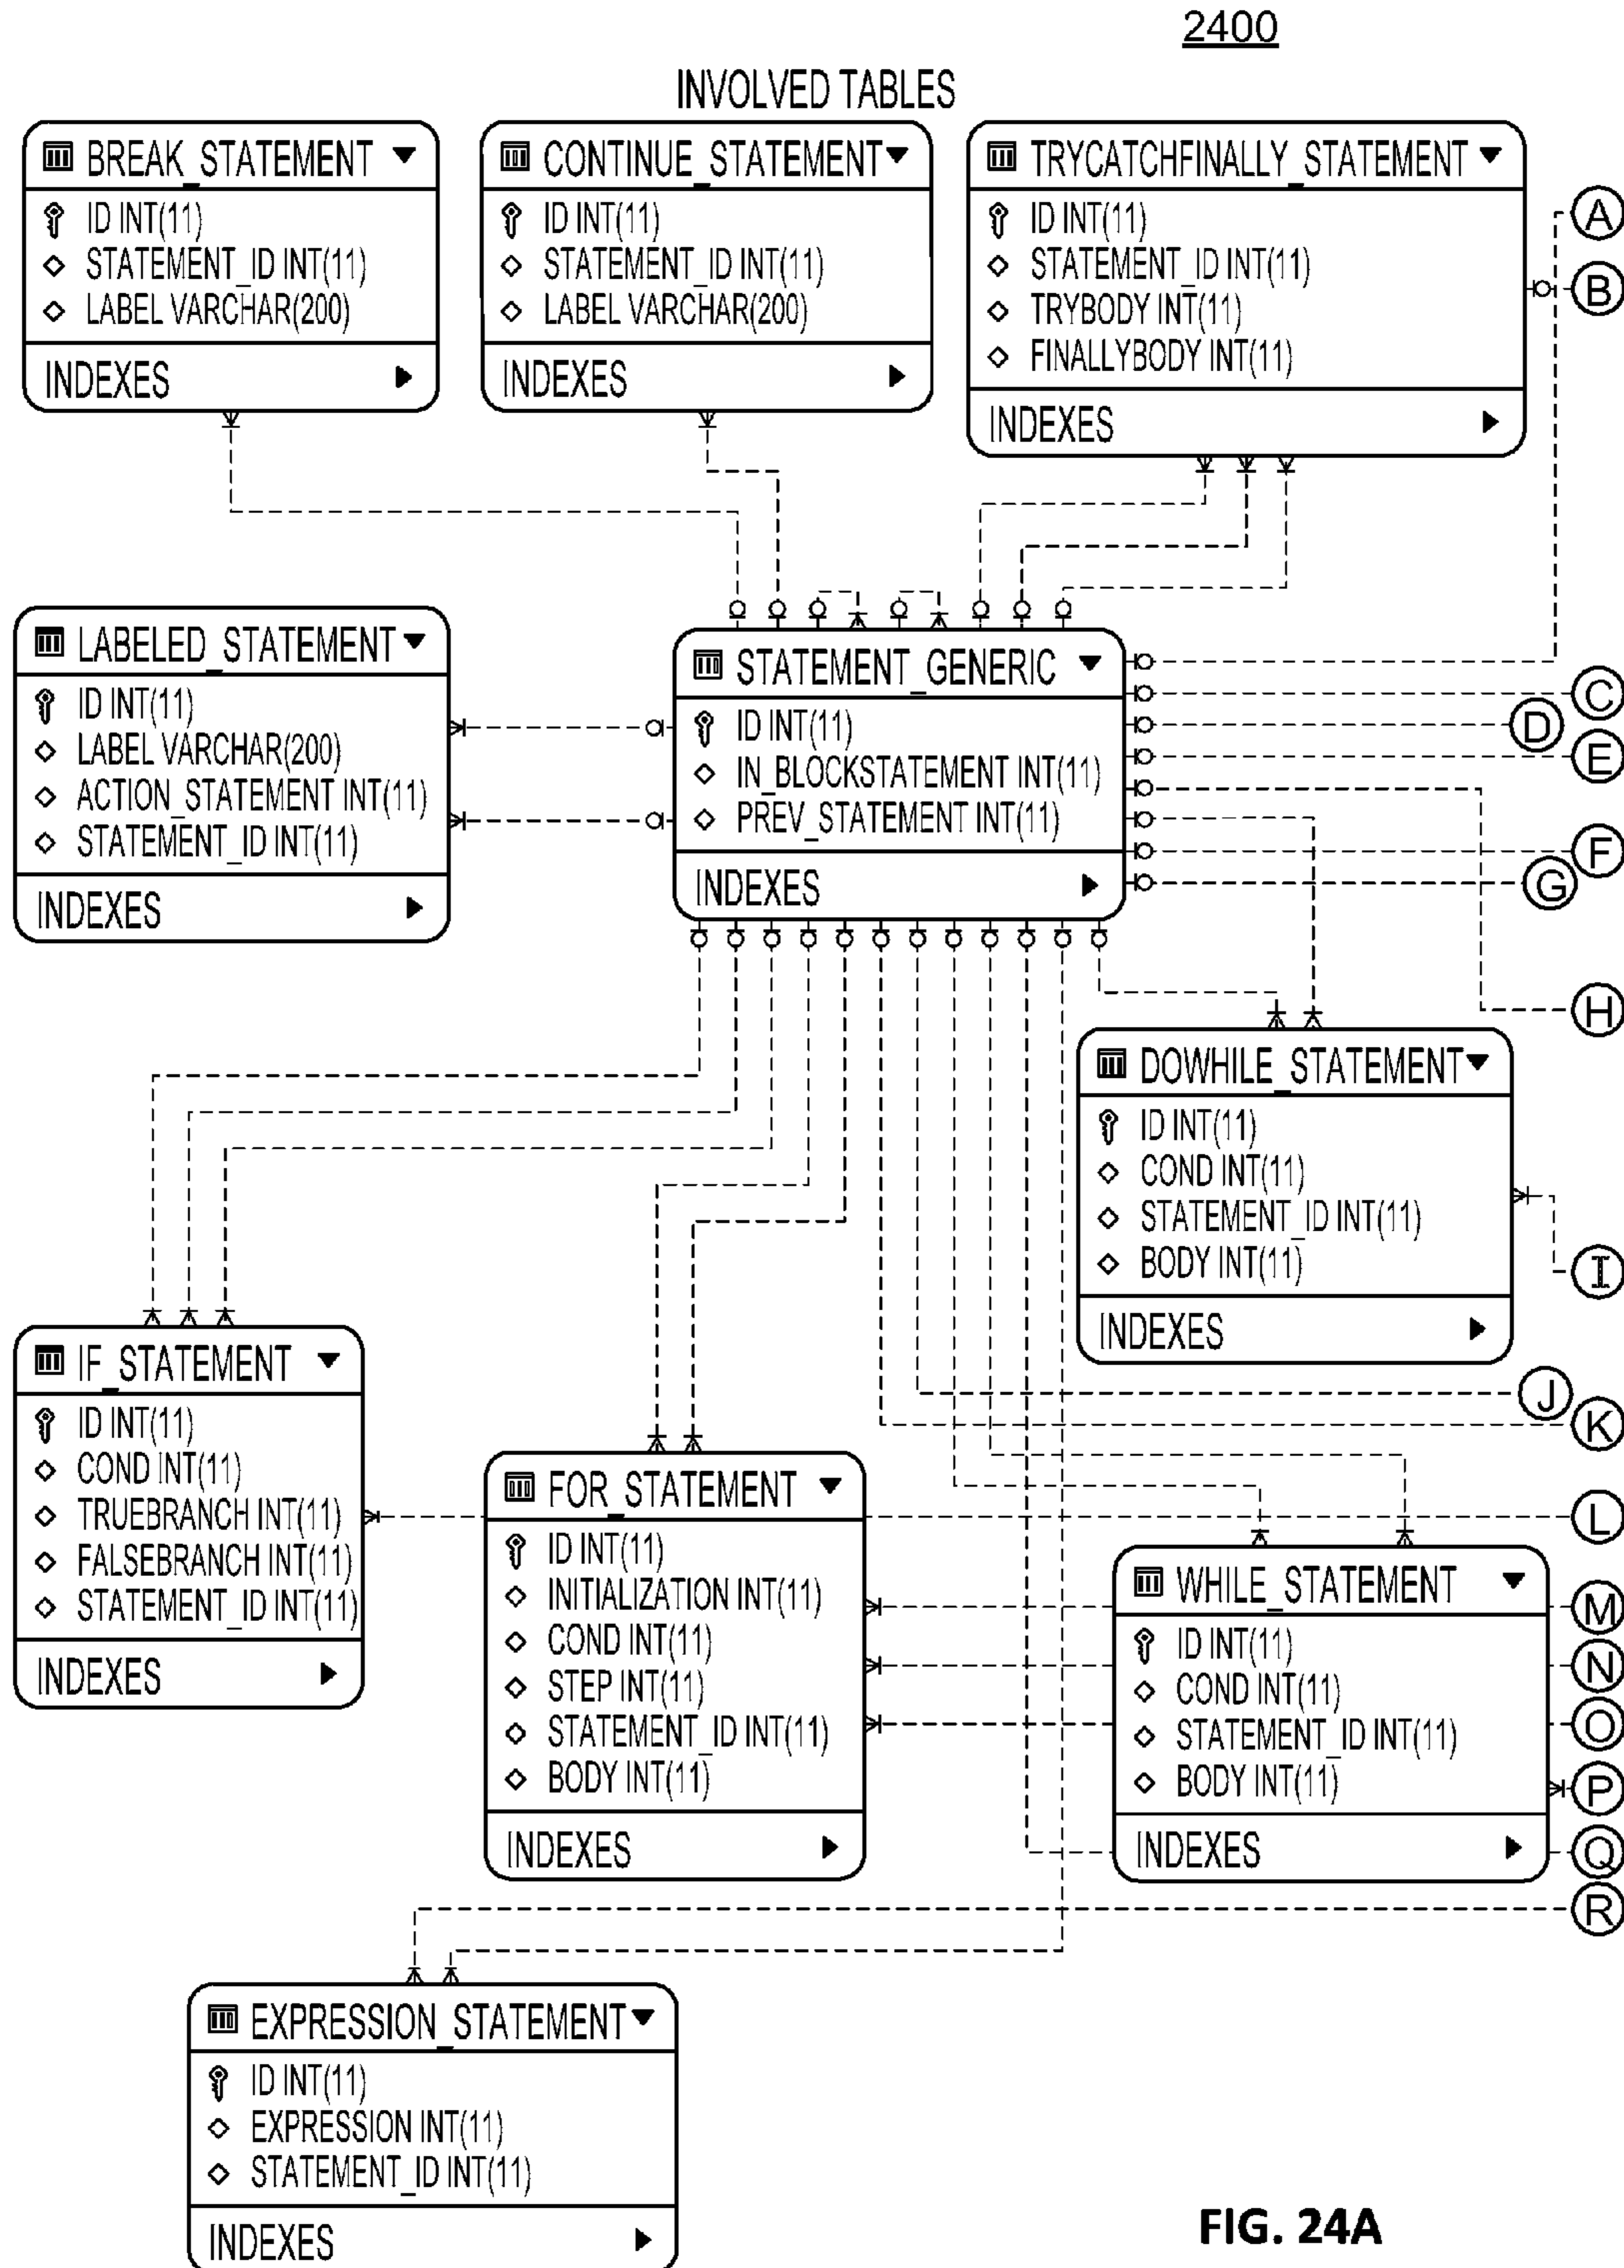 2400
INVOLVED TABLES
BREAK_STATEMENT
ID INT(11)
STATEMENT_ID INT(11)
LABEL VARCHAR(200)
INDEXES
CONTINUE_STATEMENT
ID INT(11)
STATEMENT_ID INT(11)
LABEL VARCHAR(200)
INDEXES
TRYCATCHFINALLY_STATEMENT
ID INT(11)
STATEMENT_ID INT(11)
TRYBODY INT(11)
FINALLYBODY INT(11)
INDEXES
A
B
LABELED_STATEMENT
ID INT(11)
LABEL VARCHAR(200)
ACTION_STATEMENT INT(11)
STATEMENT_ID INT(11)
INDEXES
STATEMENT_GENERIC
ID INT(11)
IN_BLOCKSTATEMENT INT(11)
PREV_STATEMENT INT(11)
INDEXES
C
D
E
F
G
H
DOWHILE_STATEMENT
ID INT(11)
COND INT(11)
STATEMENT_ID INT(11)
BODY INT(11)
INDEXES
I
J
K
IF_STATEMENT
ID INT(11)
COND INT(11)
TRUEBRANCH INT(11)
FALSEBRANCH INT(11)
STATEMENT_ID INT(11)
INDEXES
FOR_STATEMENT
ID INT(11)
INITIALIZATION INT(11)
COND INT(11)
STEP INT(11)
STATEMENT_ID INT(11)
BODY INT(11)
INDEXES
WHILE_STATEMENT
ID INT(11)
COND INT(11)
STATEMENT_ID INT(11)
BODY INT(11)
INDEXES
L
M
N
O
P
Q
R
EXPRESSION_STATEMENT
ID INT(11)
EXPRESSION INT(11)
STATEMENT_ID INT(11)
INDEXES
FIG. 24A